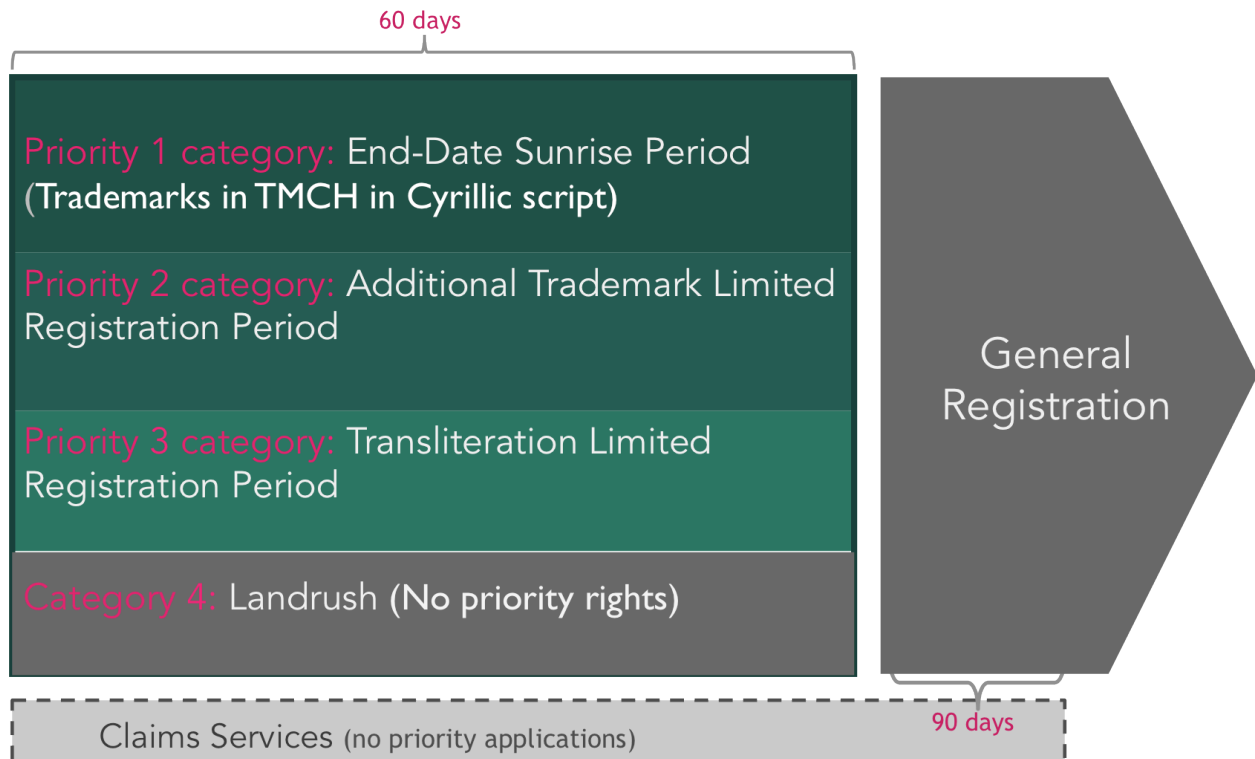 60 days
Priority 1 category: End-Date Sunrise Period
(Trademarks in TMCH in Cyrillic script)
Priority 2 category: Additional Trademark Limited
Registration Period
Priority 3 category: Transliteration Limited
Registration Period
Category 4: Landrush (No priority rights)
General
Registration
90 days
Claims Services (no priority applications)